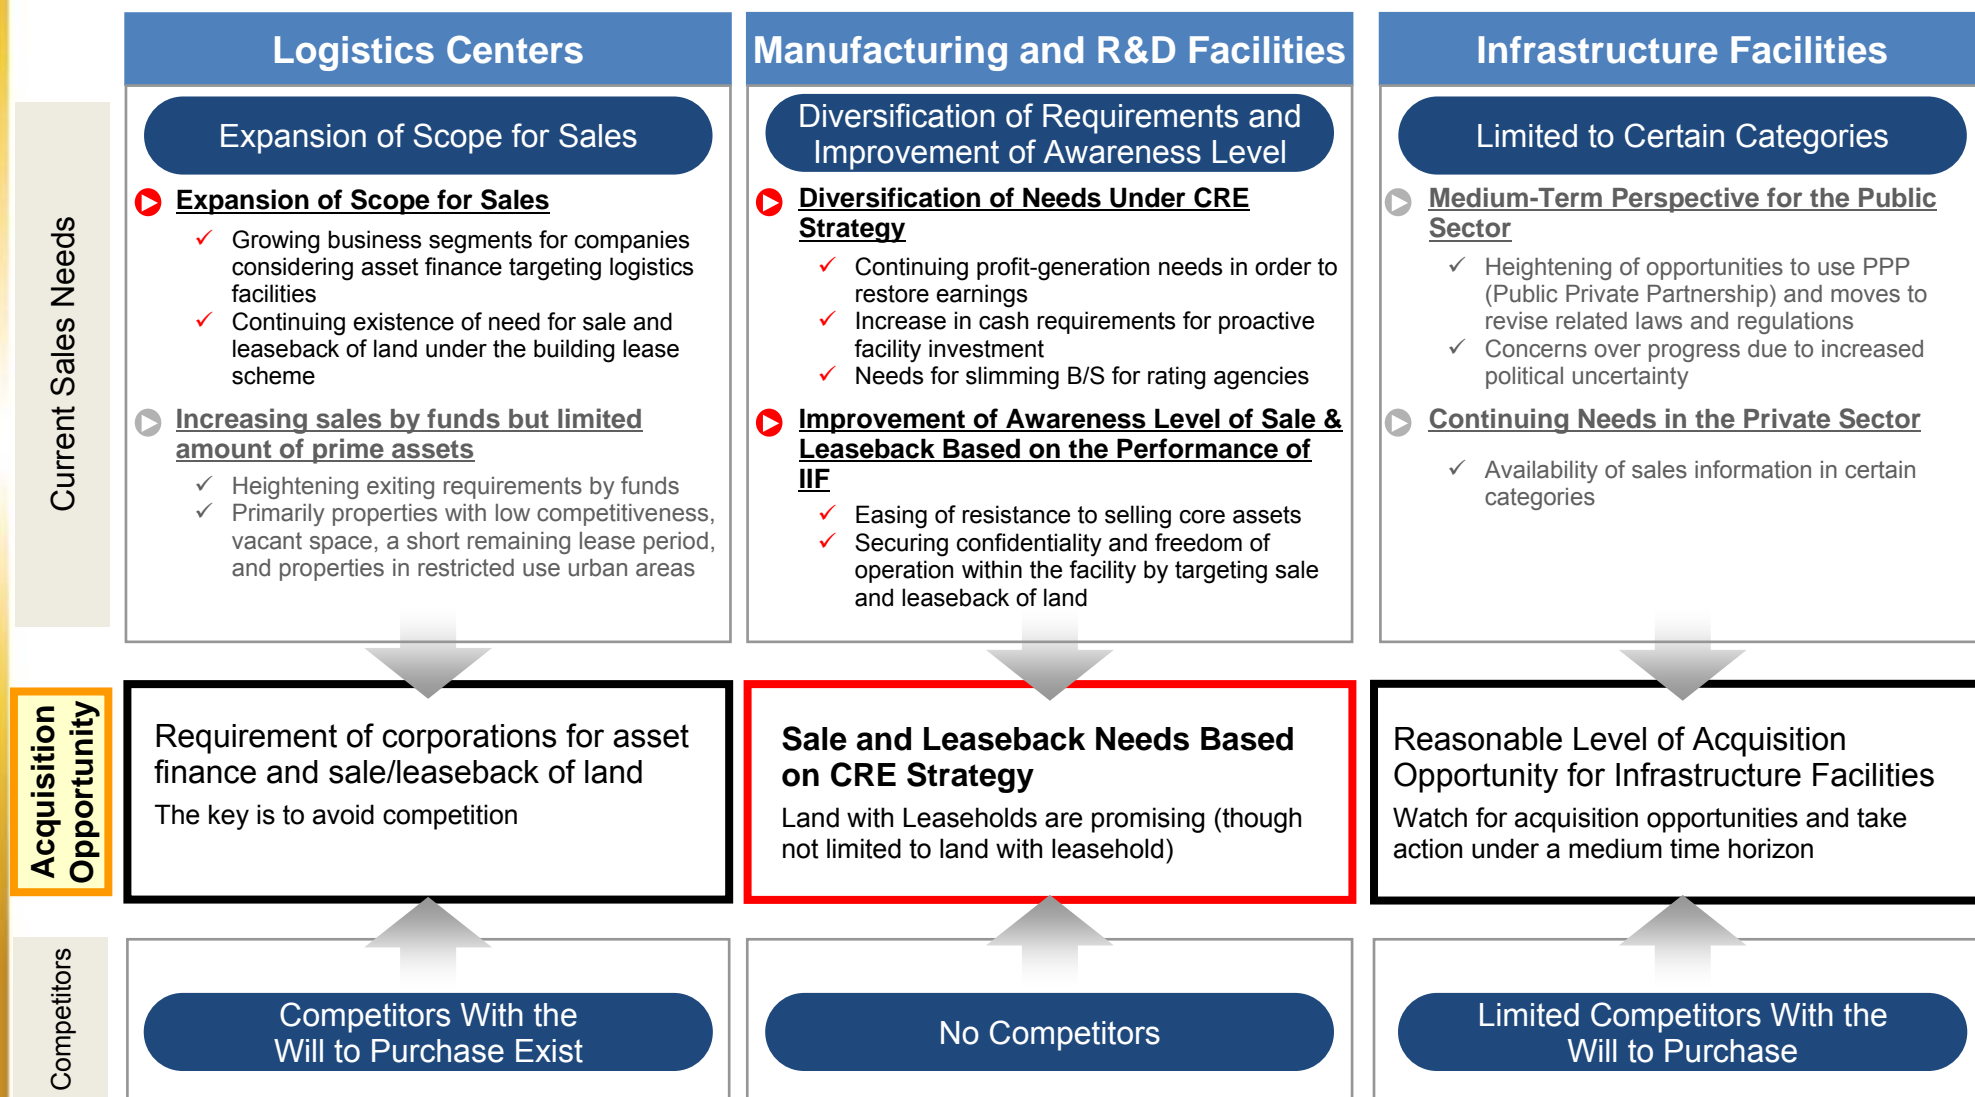 Logistics Centers
Manufacturing and R&D Facilities
Infrastructure Facilities
Current Sales Needs
Expansion of Scope for Sales
Expansion of Scope for Sales
Growing business segments for companies
considering asset finance targeting logistics
facilities
Continuing existence of need for sale and
leaseback of land under the building lease
scheme
Increasing sales by funds but limited
amount of prime assets
Heightening exiting requirements by funds
Primarily properties with low competitiveness,
vacant space, a short remaining lease period,
and properties in restricted use urban areas
Diversification of Requirements and
Improvement of Awareness Level
Diversification of Needs Under CRE
Strategy
Continuing profit-generation needs in order to
restore earnings
Increase in cash requirements for proactive
facility investment
Needs for slimming B/S for rating agencies
Improvement of Awareness Level of Sale &
Leaseback Based on the Performance of
IIF
Easing of resistance to selling core assets
Securing confidentiality and freedom of
operation within the facility by targeting sale
and leaseback of land
Limited to Certain Categories
Medium-Term Perspective for the Public
Sector
Heightening of opportunities to use PPP
(Public Private Partnership) and moves to
revise related laws and regulations
Concerns over progress due to increased
political uncertainty
Continuing Needs in the Private Sector
Availability of sales information in certain
categories
Acquisition
Opportunity
Requirement of corporations for asset
finance and sale/leaseback of land
The key is to avoid competition
Sale and Leaseback Needs Based
on CRE Strategy
Land with Leaseholds are promising (though
not limited to land with leasehold)
Reasonable Level of Acquisition
Opportunity for Infrastructure Facilities
Watch for acquisition opportunities and take
action under a medium time horizon
Competitors
Competitors With the
Will to Purchase Exist
No Competitors
Limited Competitors With the
Will to Purchase